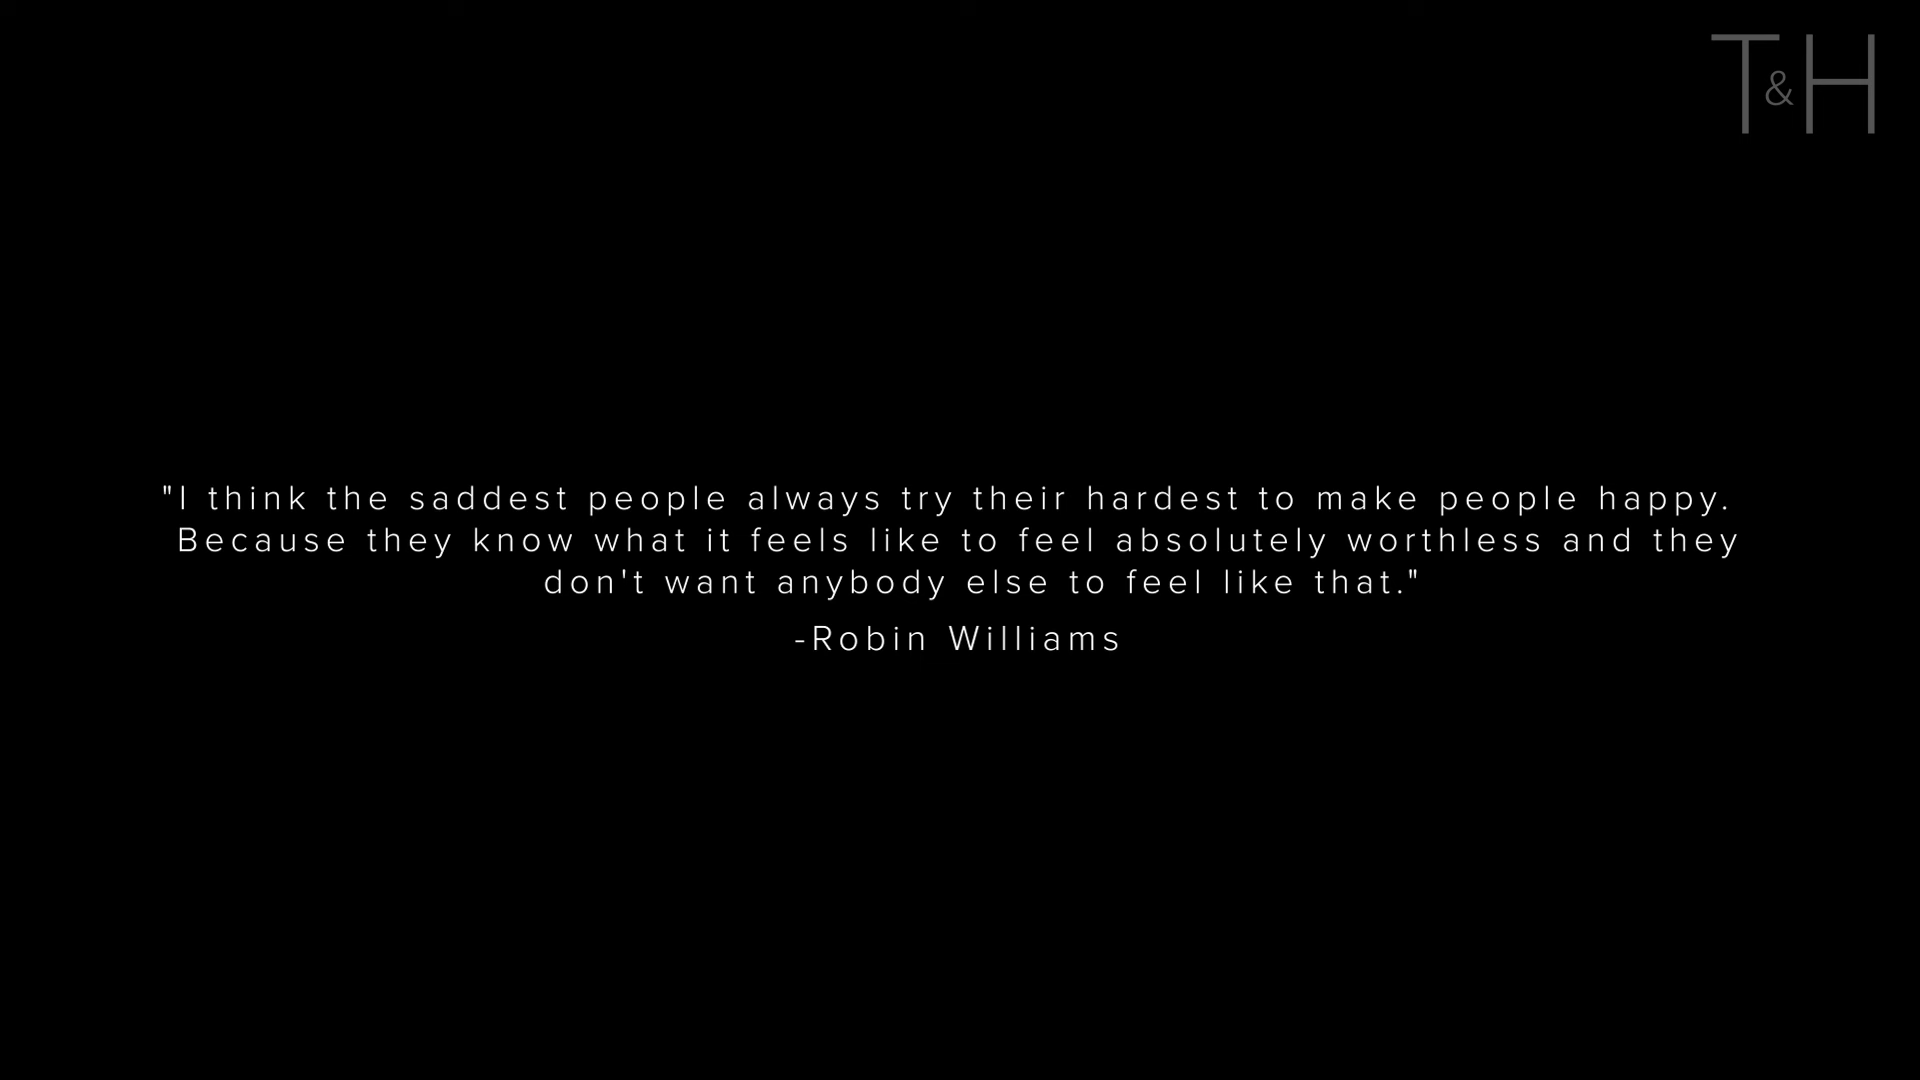 T&H
"I think the saddest people always try their hardest to make people happy.
Because they know what it feels like to feel absolutely worthless and they
don't want anybody else to feel like that."
-Robin Williams